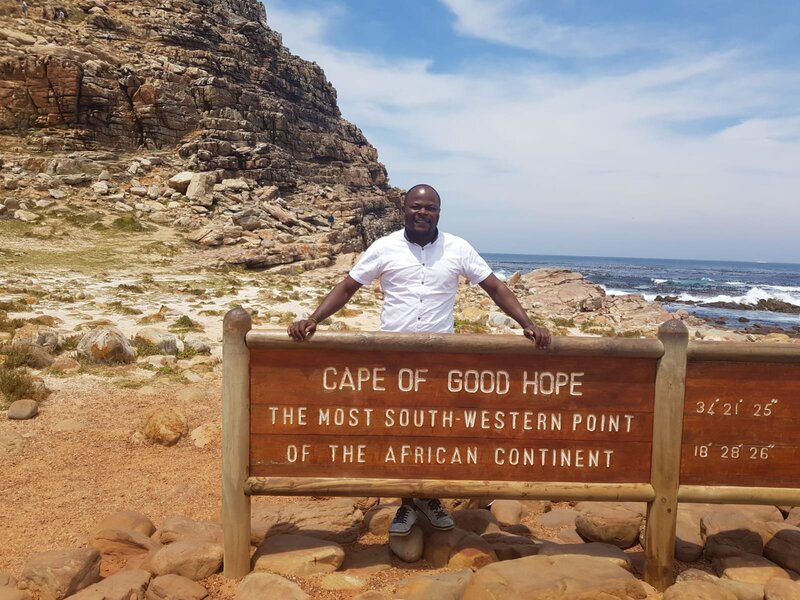 CAPE OF GOOD HOPE
THE MOST SOUTH-WESTERN POINT
OF THE AFRICAN CONTINENT
34° 21' 25"
18° 28' 26"